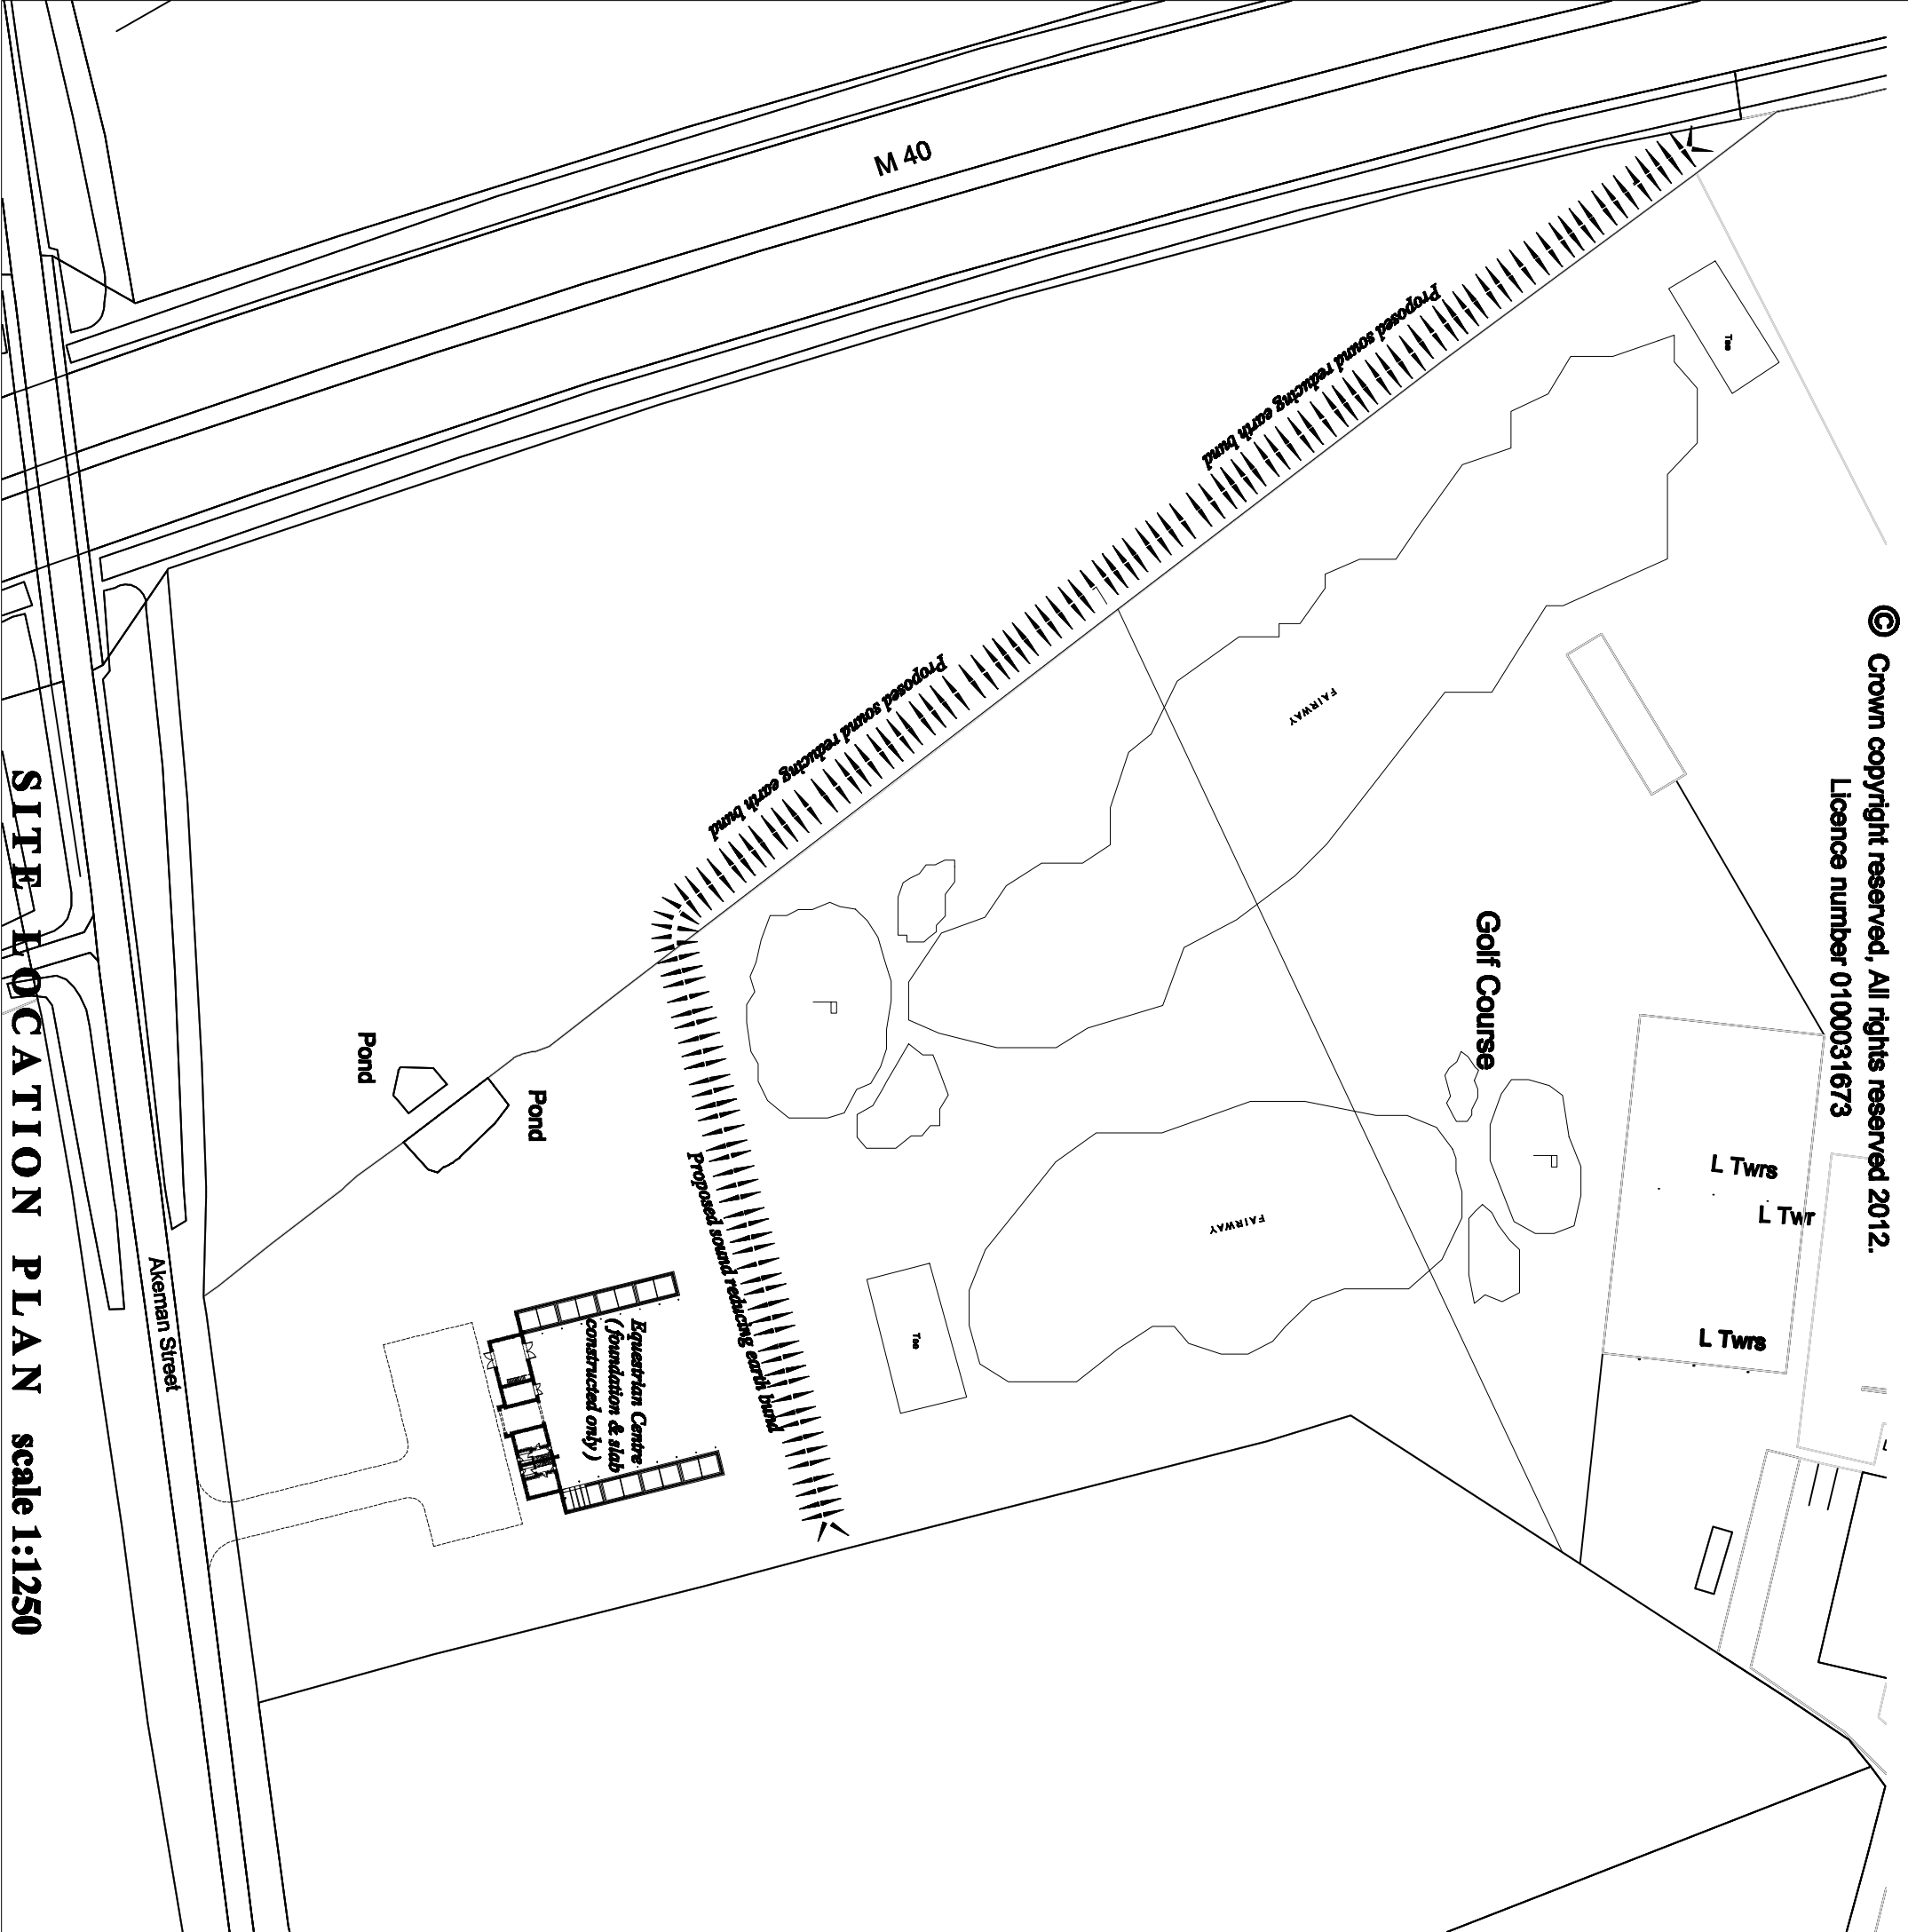 © Crown copyright reserved, All rights reserved 2012.
Licence number 0100031673
M 40
Proposed sound reducing earth bund
Tee
FAIRWAY
Proposed sound reducing earth bund
Golf Course
L Twrs
L Twr
L Twrs
Pond
Pond
FAIRWAY
Proposed sound reducing earth bund
Tee
Equestrian Centre
(foundation & slab
constructed only)
Akeman Street
SITE LOCATION PLAN scale 1:1250